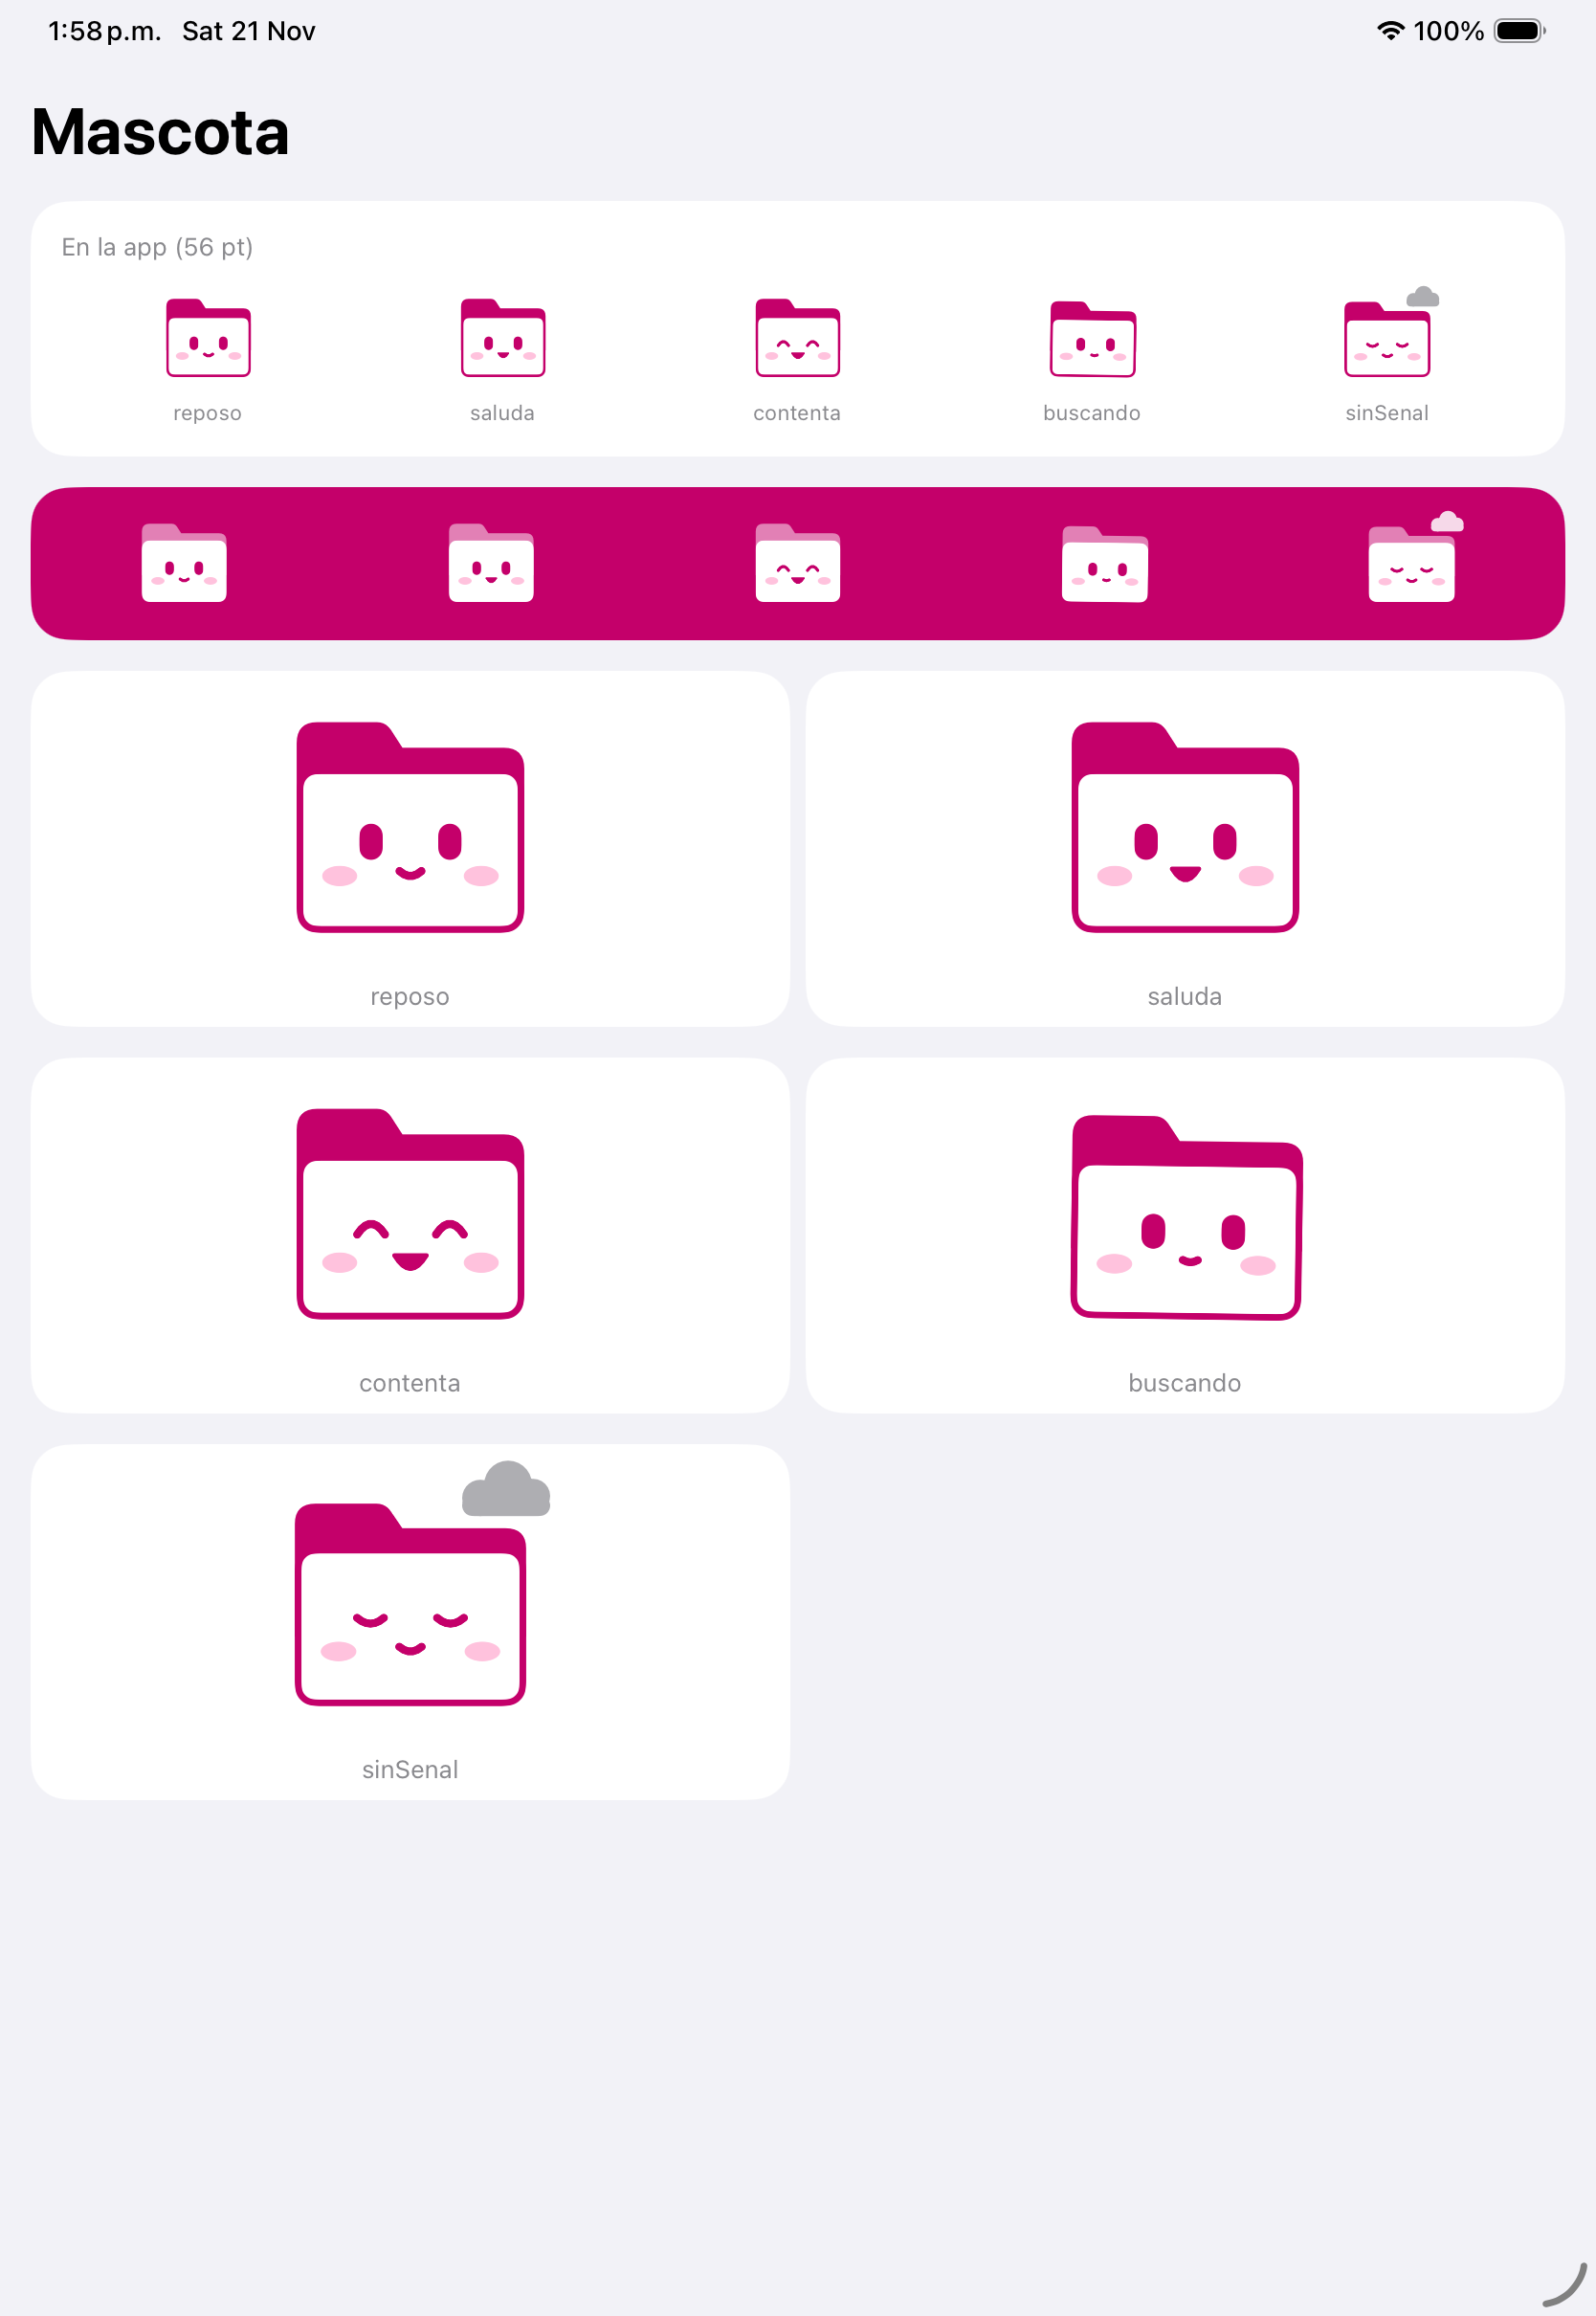 1:58 p.m. Sat 21 Nov 100%
Mascota
En la app (56 pt)
reposo saluda contenta buscando sinSenal
reposo saluda
contenta buscando
sinSenal